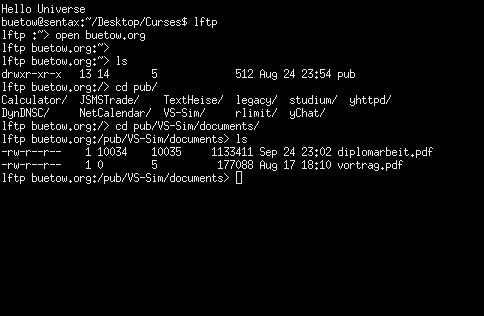 Hello Universe
buetow@sentax:~/Desktop/Curses$ lftp
lftp :~> open buetow.org
lftp buetow.org:~>
lftp buetow.org:~> ls
drwxr-xr-x   13 14       5             512 Aug 24 23:54 pub
lftp buetow.org:/> cd pub/
Calculator/  JSMSTrade/   TextHeise/  legacy/  studium/  yhttpd/
DynDNSC/     NetCalendar/  VS-Sim/     rlimit/  yChat/
lftp buetow.org:/> cd pub/VS-Sim/documents/
lftp buetow.org:/pub/VS-Sim/documents> ls
-rw-r--r--    1 10034    10035     1133411 Sep 24 23:02 diplomarbeit.pdf
-rw-r--r--    1 0        5          177088 Aug 17 18:10 vortrag.pdf
lftp buetow.org:/pub/VS-Sim/documents>